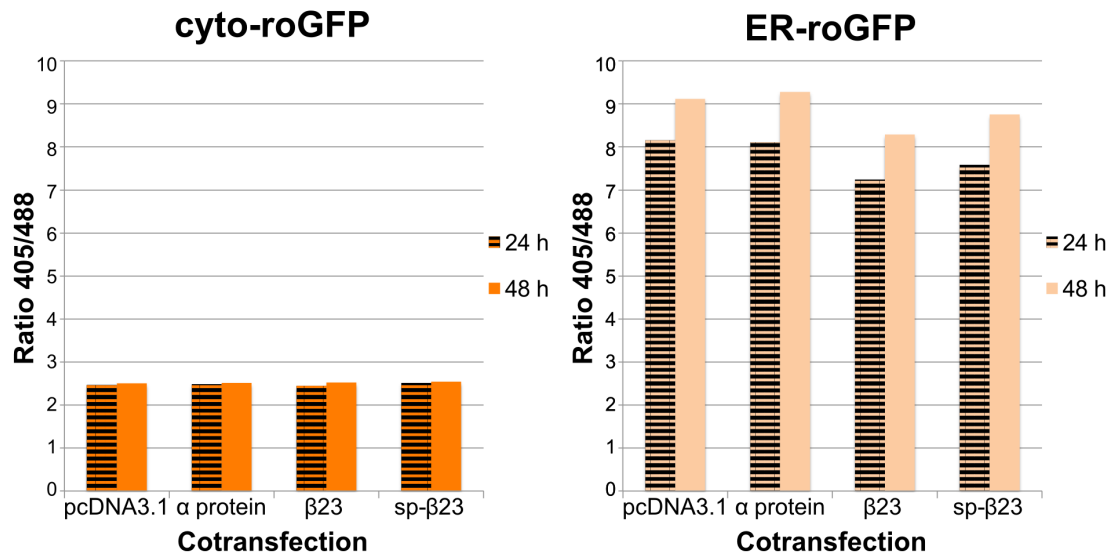 cyto-roGFP
Ratio 405/488
10
9
8
7
6
5
4
3
2
1
0
pcDNA3.1 α protein β23 sp-β23
Cotransfection
24 h
48 h
ER-roGFP
Ratio 405/488
10
9
8
7
6
5
4
3
2
1
0
pcDNA3.1 α protein β23 sp-β23
Cotransfection
24 h
48 h